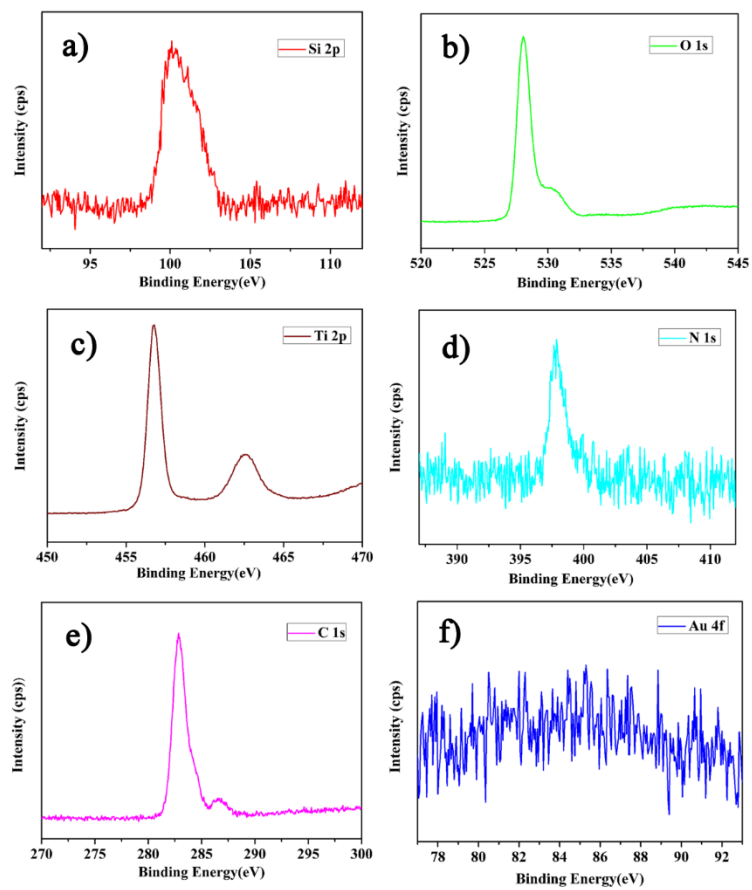 a)
Si 2p
Intensity (cps)
95 100 105 110
Binding Energy(eV)
b)
O 1s
Intensity (cps)
520 525 530 535 540 545
Binding Energy(eV)
c)
Ti 2p
Intensity (cps)
450 455 460 465 470
Binding Energy(eV)
d)
N 1s
Intensity (cps)
390 395 400 405 410
Binding Energy(eV)
e)
C 1s
Intensity (cps))
270 275 280 285 290 295 300
Binding Energy(eV)
f)
Au 4f
Intensity (cps)
78 80 82 84 86 88 90 92
Binding Energy(eV)